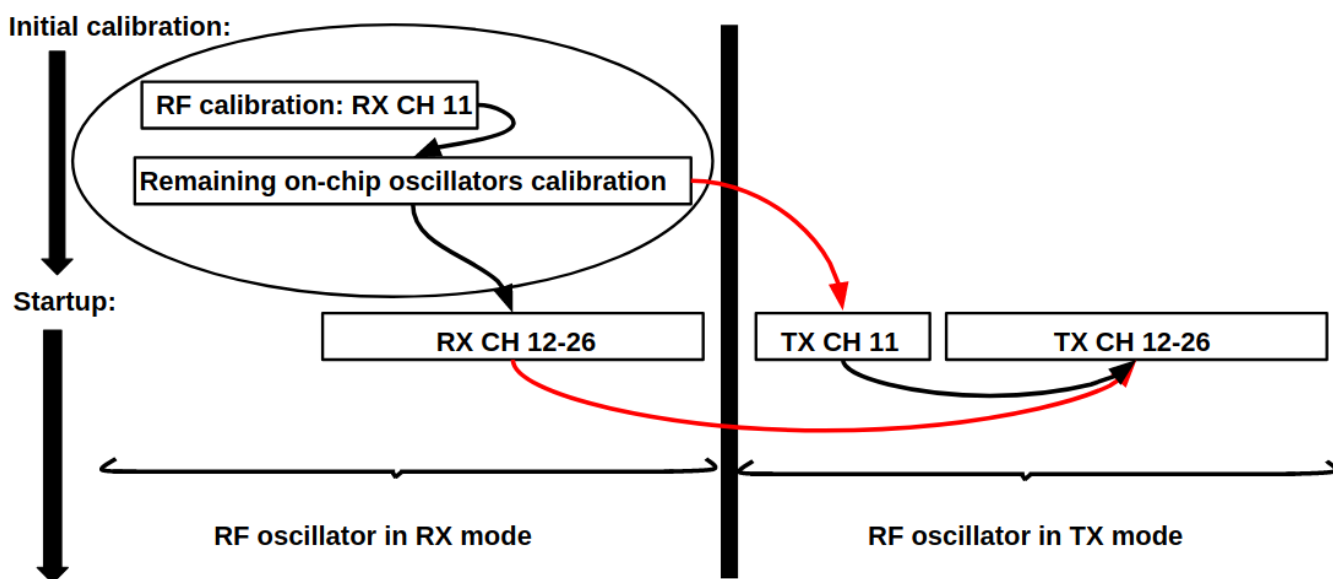 Initial calibration:
RF calibration: RX CH 11
Remaining on-chip oscillators calibration
Startup:
RX CH 12-26
TX CH 11
TX CH 12-26
RF oscillator in RX mode
RF oscillator in TX mode